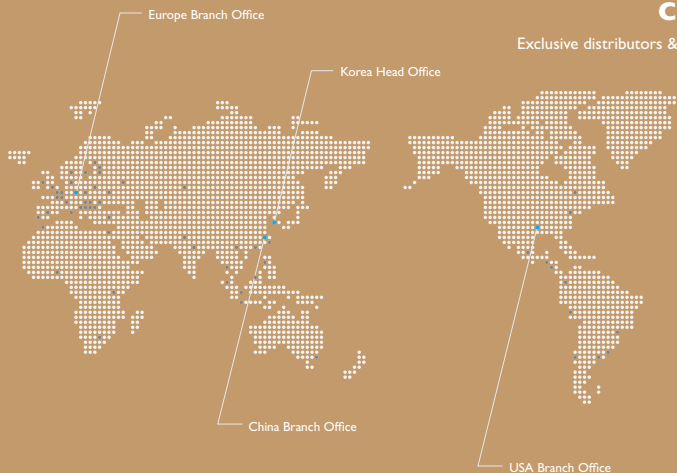 Europe Branch Office
C
Exclusive distributors &
Korea Head Office
China Branch Office
USA Branch Office